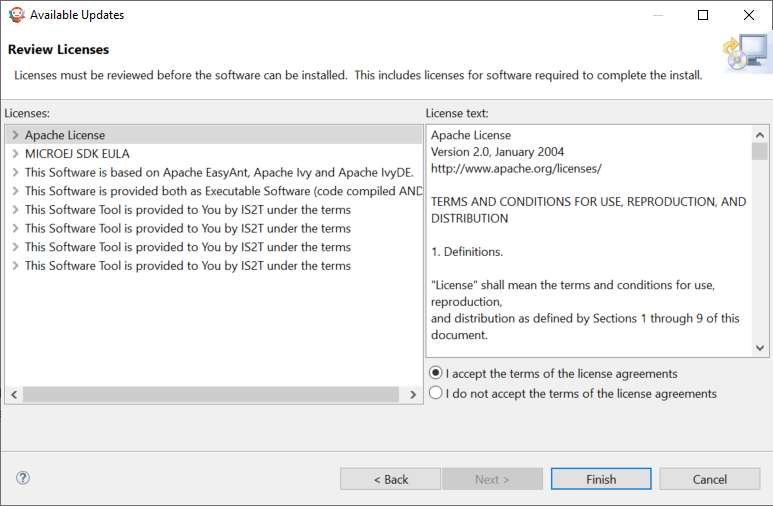 Available Updates
Review Licenses
Licenses must be reviewed before the software can be installed.  This includes licenses for software required to complete the install.
Licenses:
Apache License
MICROEJ SDK EULA
This Software is based on Apache EasyAnt, Apache Ivy and Apache IvyDE.
This Software is provided both as Executable Software (code compiled AND
This Software Tool is provided to You by IS2T under the terms
This Software Tool is provided to You by IS2T under the terms
This Software Tool is provided to You by IS2T under the terms
This Software Tool is provided to You by IS2T under the terms
License text:
Apache License
Version 2.0, January 2004
http://www.apache.org/licenses/
TERMS AND CONDITIONS FOR USE, REPRODUCTION, AND
DISTRIBUTION
1. Definitions.
"License" shall mean the terms and conditions for use,
reproduction,
and distribution as defined by Sections 1 through 9 of this
document.
I accept the terms of the license agreements
I do not accept the terms of the license agreements
?
< Back
Next >
Finish
Cancel